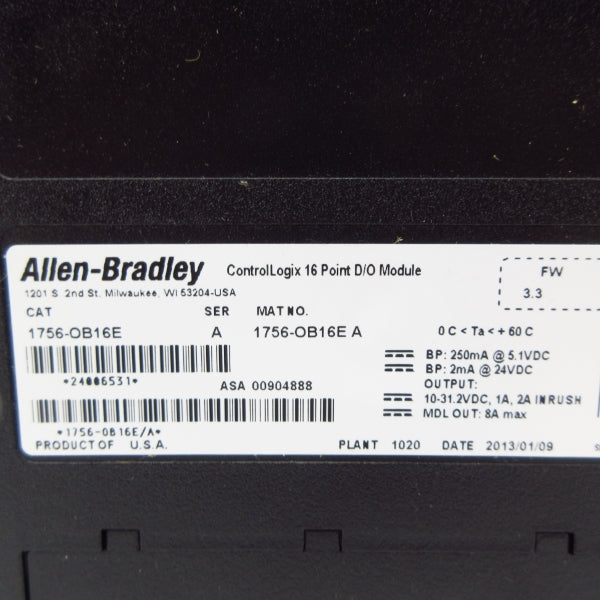 Allen-Bradley ControlLogix 16 Point D/O Module
1201 S. 2nd St. Milwaukee, WI 53204-USA
FW
3.3
CAT SER MAT NO.
1756-OB16E A 1756-OB16E A 0 C < Ta < + 60 C
BP: 250mA @ 5.1VDC
BP: 2mA @ 24VDC
*24006531* ASA 00904888
OUTPUT:
10-31.2VDC, 1A, 2A INRUSH
MDL OUT: 8A max
*1756-OB16E/A*
PRODUCT OF U.S.A. PLANT 1020 DATE 2013/01/09